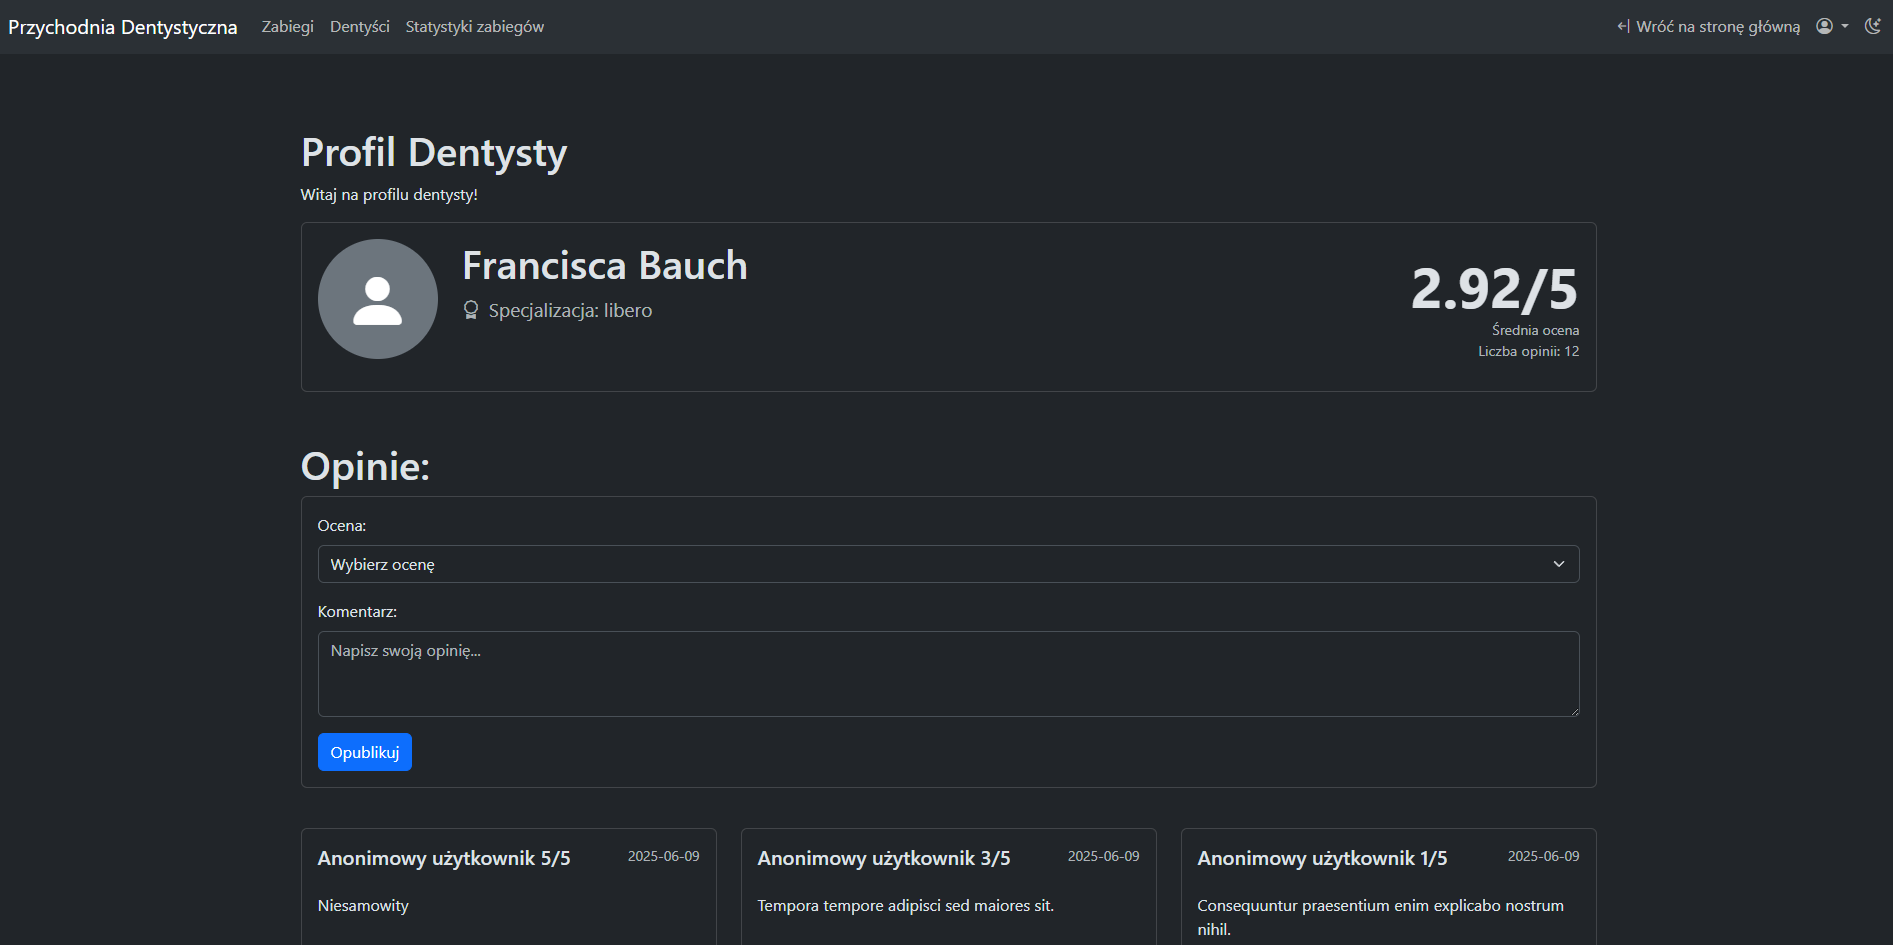 Przychodnia Dentystyczna Zabiegi Dentyści Statystyki zabiegów Wróć na stronę główną
Profil Dentysty
Witaj na profilu dentysty!
Francisca Bauch
Specjalizacja: libero
2.92/5
Średnia ocena
Liczba opinii: 12
Opinie:
Ocena:
Wybierz ocenę
Komentarz:
Napisz swoją opinię...
Opublikuj
Anonimowy użytkownik 5/5 2025-06-09
Niesamowity
Anonimowy użytkownik 3/5 2025-06-09
Tempora tempore adipisci sed maiores sit.
Anonimowy użytkownik 1/5 2025-06-09
Consequuntur praesentium enim explicabo nostrum
nihil.